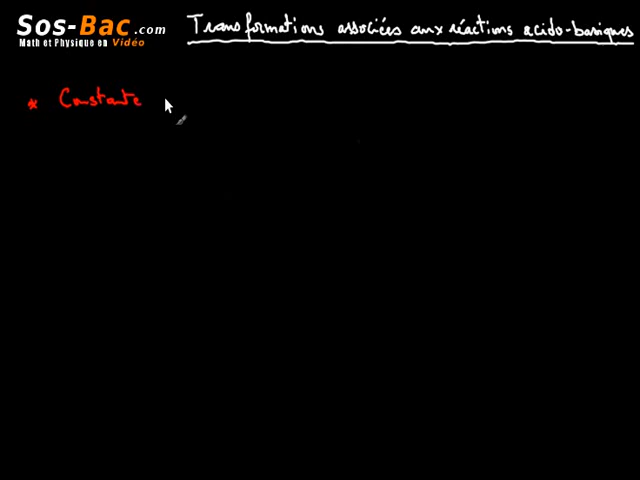 Sos-Bac.com
Math et Physique en Vidéo
Transformations associées aux réactions acido-basiques
* Constante